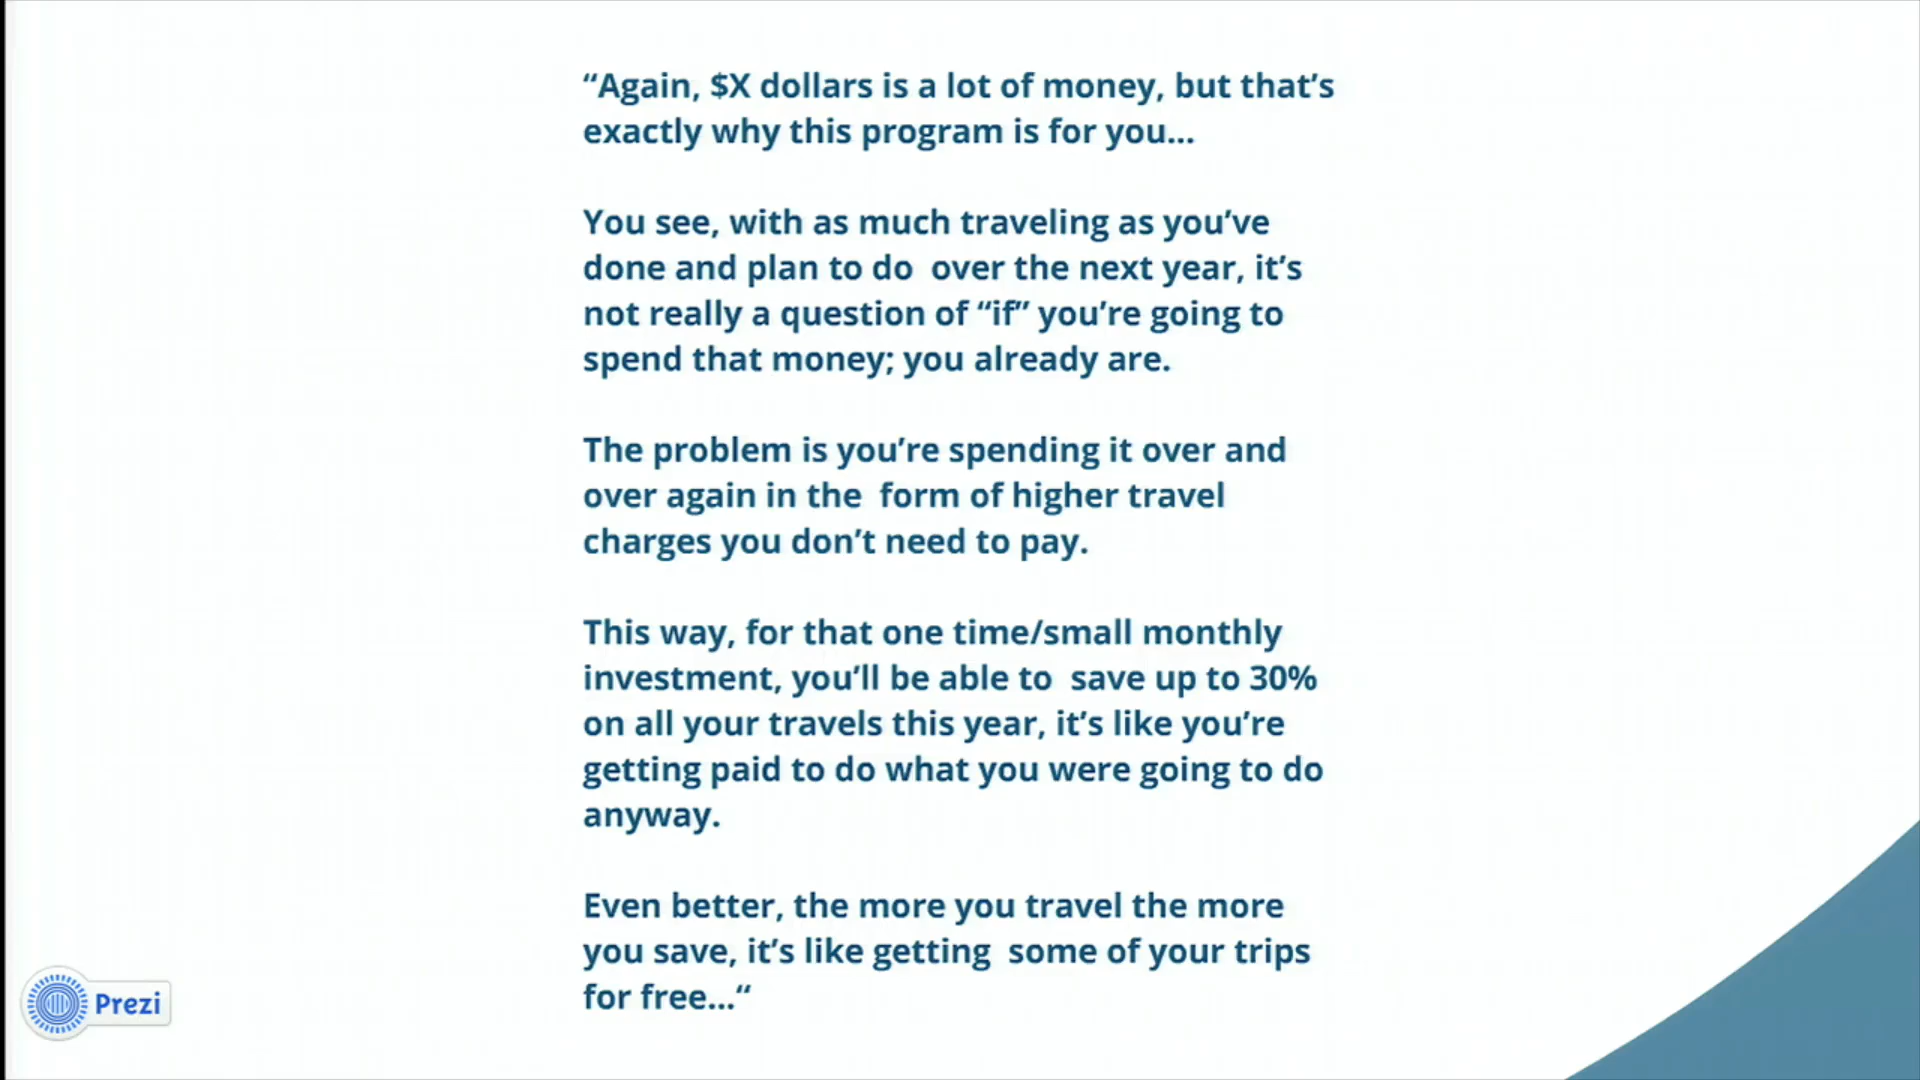 “Again, $X dollars is a lot of money, but that’s
exactly why this program is for you...
You see, with as much traveling as you’ve
done and plan to do  over the next year, it’s
not really a question of “if” you’re going to
spend that money; you already are.
The problem is you’re spending it over and
over again in the  form of higher travel
charges you don’t need to pay.
This way, for that one time/small monthly
investment, you’ll be able to  save up to 30%
on all your travels this year, it’s like you’re
getting paid to do what you were going to do
anyway.
Even better, the more you travel the more
you save, it’s like getting  some of your trips
for free...“
Prezi